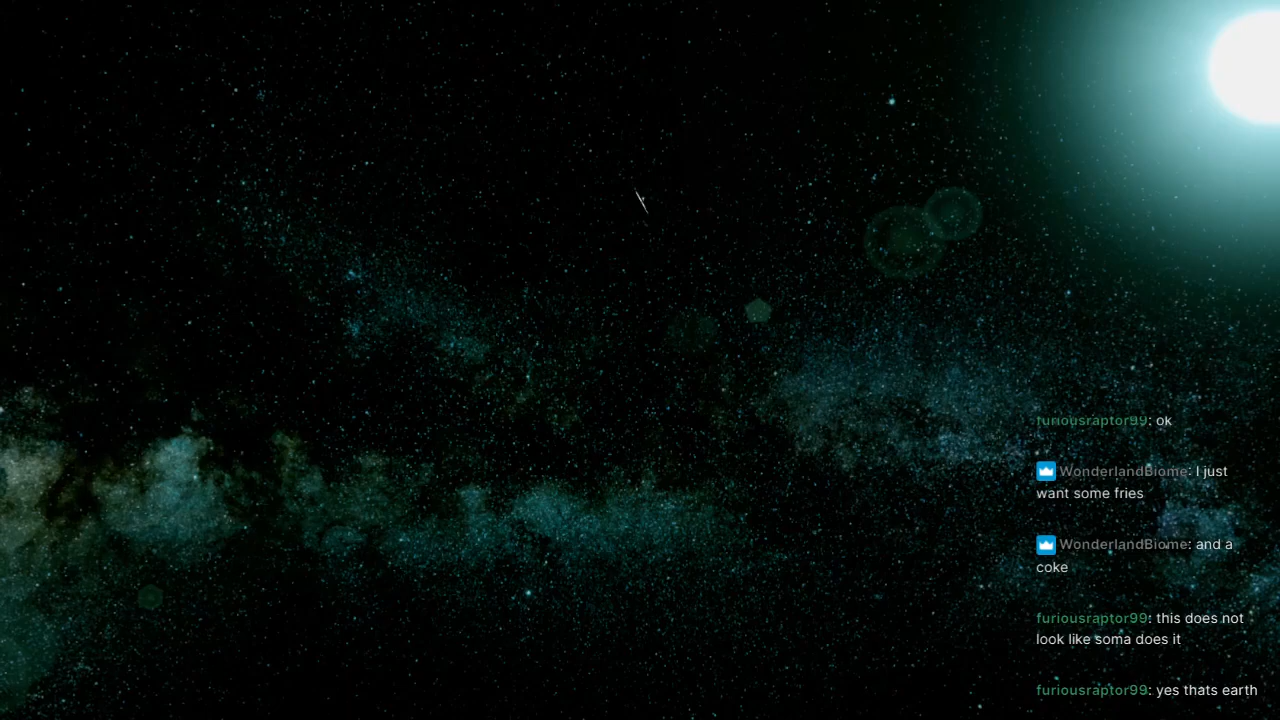 furiousraptor99: ok
WonderlandBiome: I just
want some fries
WonderlandBiome: and a
coke
furiousraptor99: this does not
look like soma does it
furiousraptor99: yes thats earth